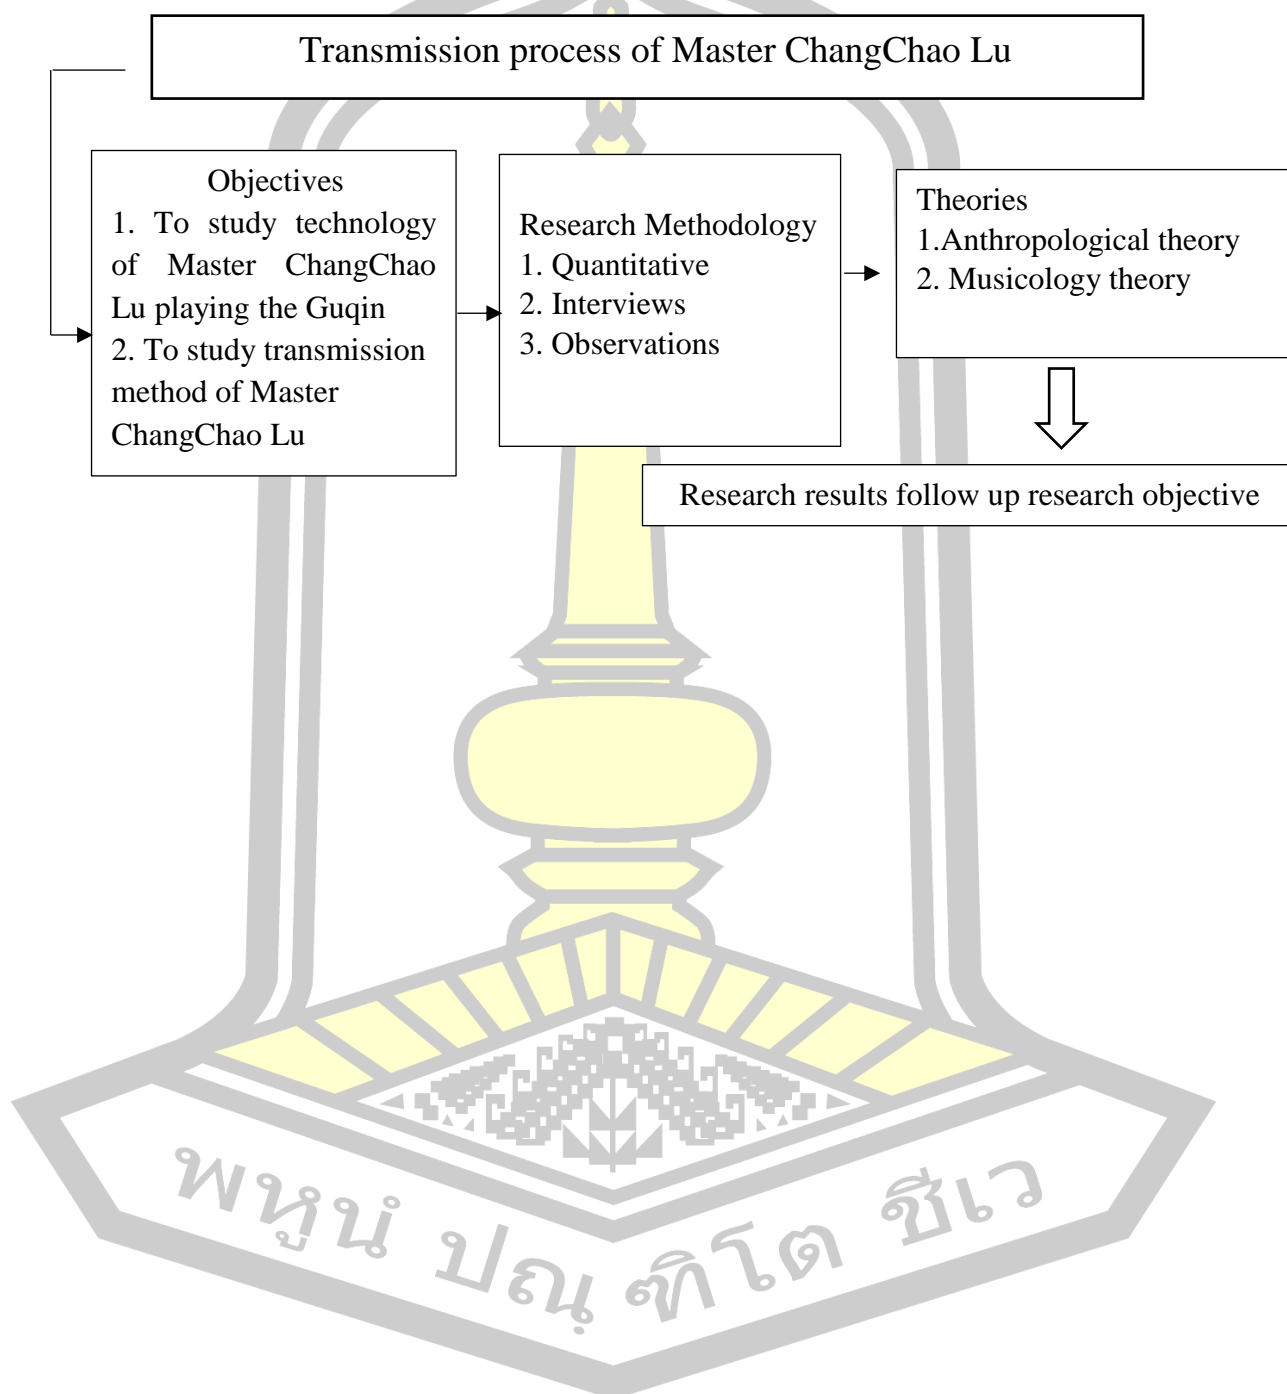 Transmission process of Master ChangChao Lu
Objectives
1. To study technology
of Master ChangChao
Lu playing the Guqin
2. To study transmission
method of Master
ChangChao Lu
Research Methodology
1. Quantitative
2. Interviews
3. Observations
Theories
1.Anthropological theory
2. Musicology theory
Research results follow up research objective
พหูนํ ปณฺฑิโต ชีเว